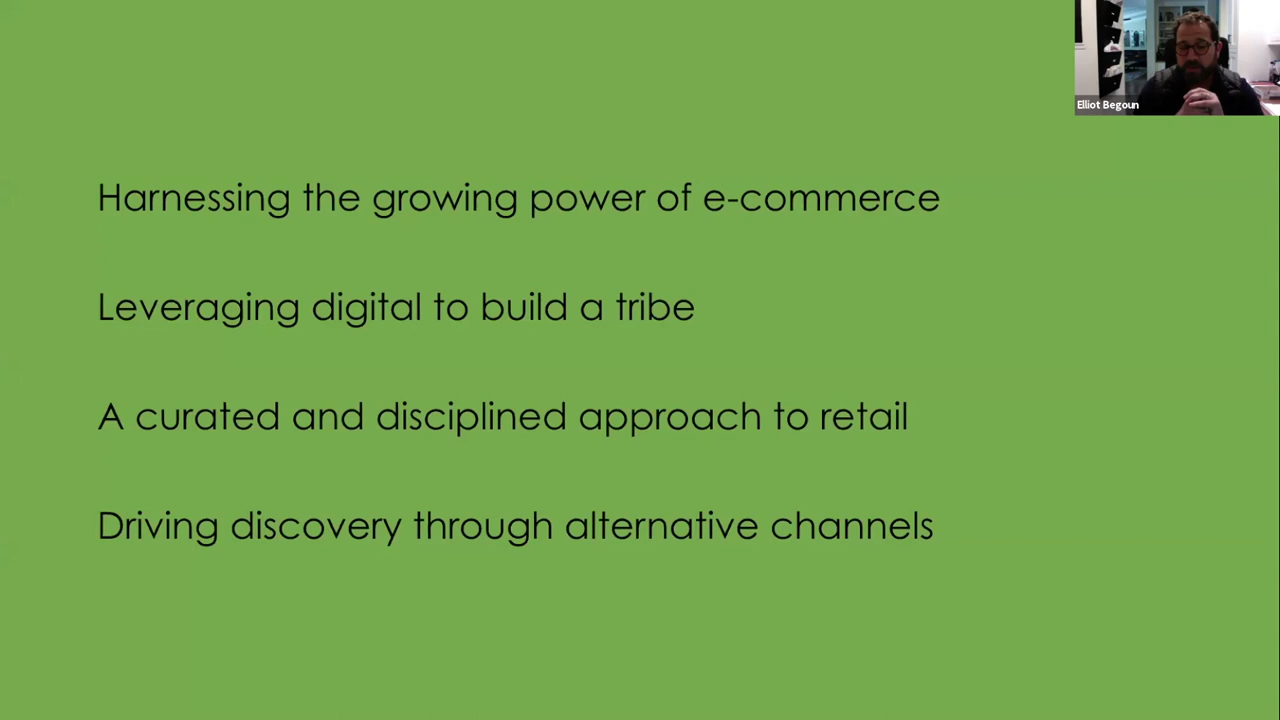 Elliot Begoun
Harnessing the growing power of e-commerce
Leveraging digital to build a tribe
A curated and disciplined approach to retail
Driving discovery through alternative channels